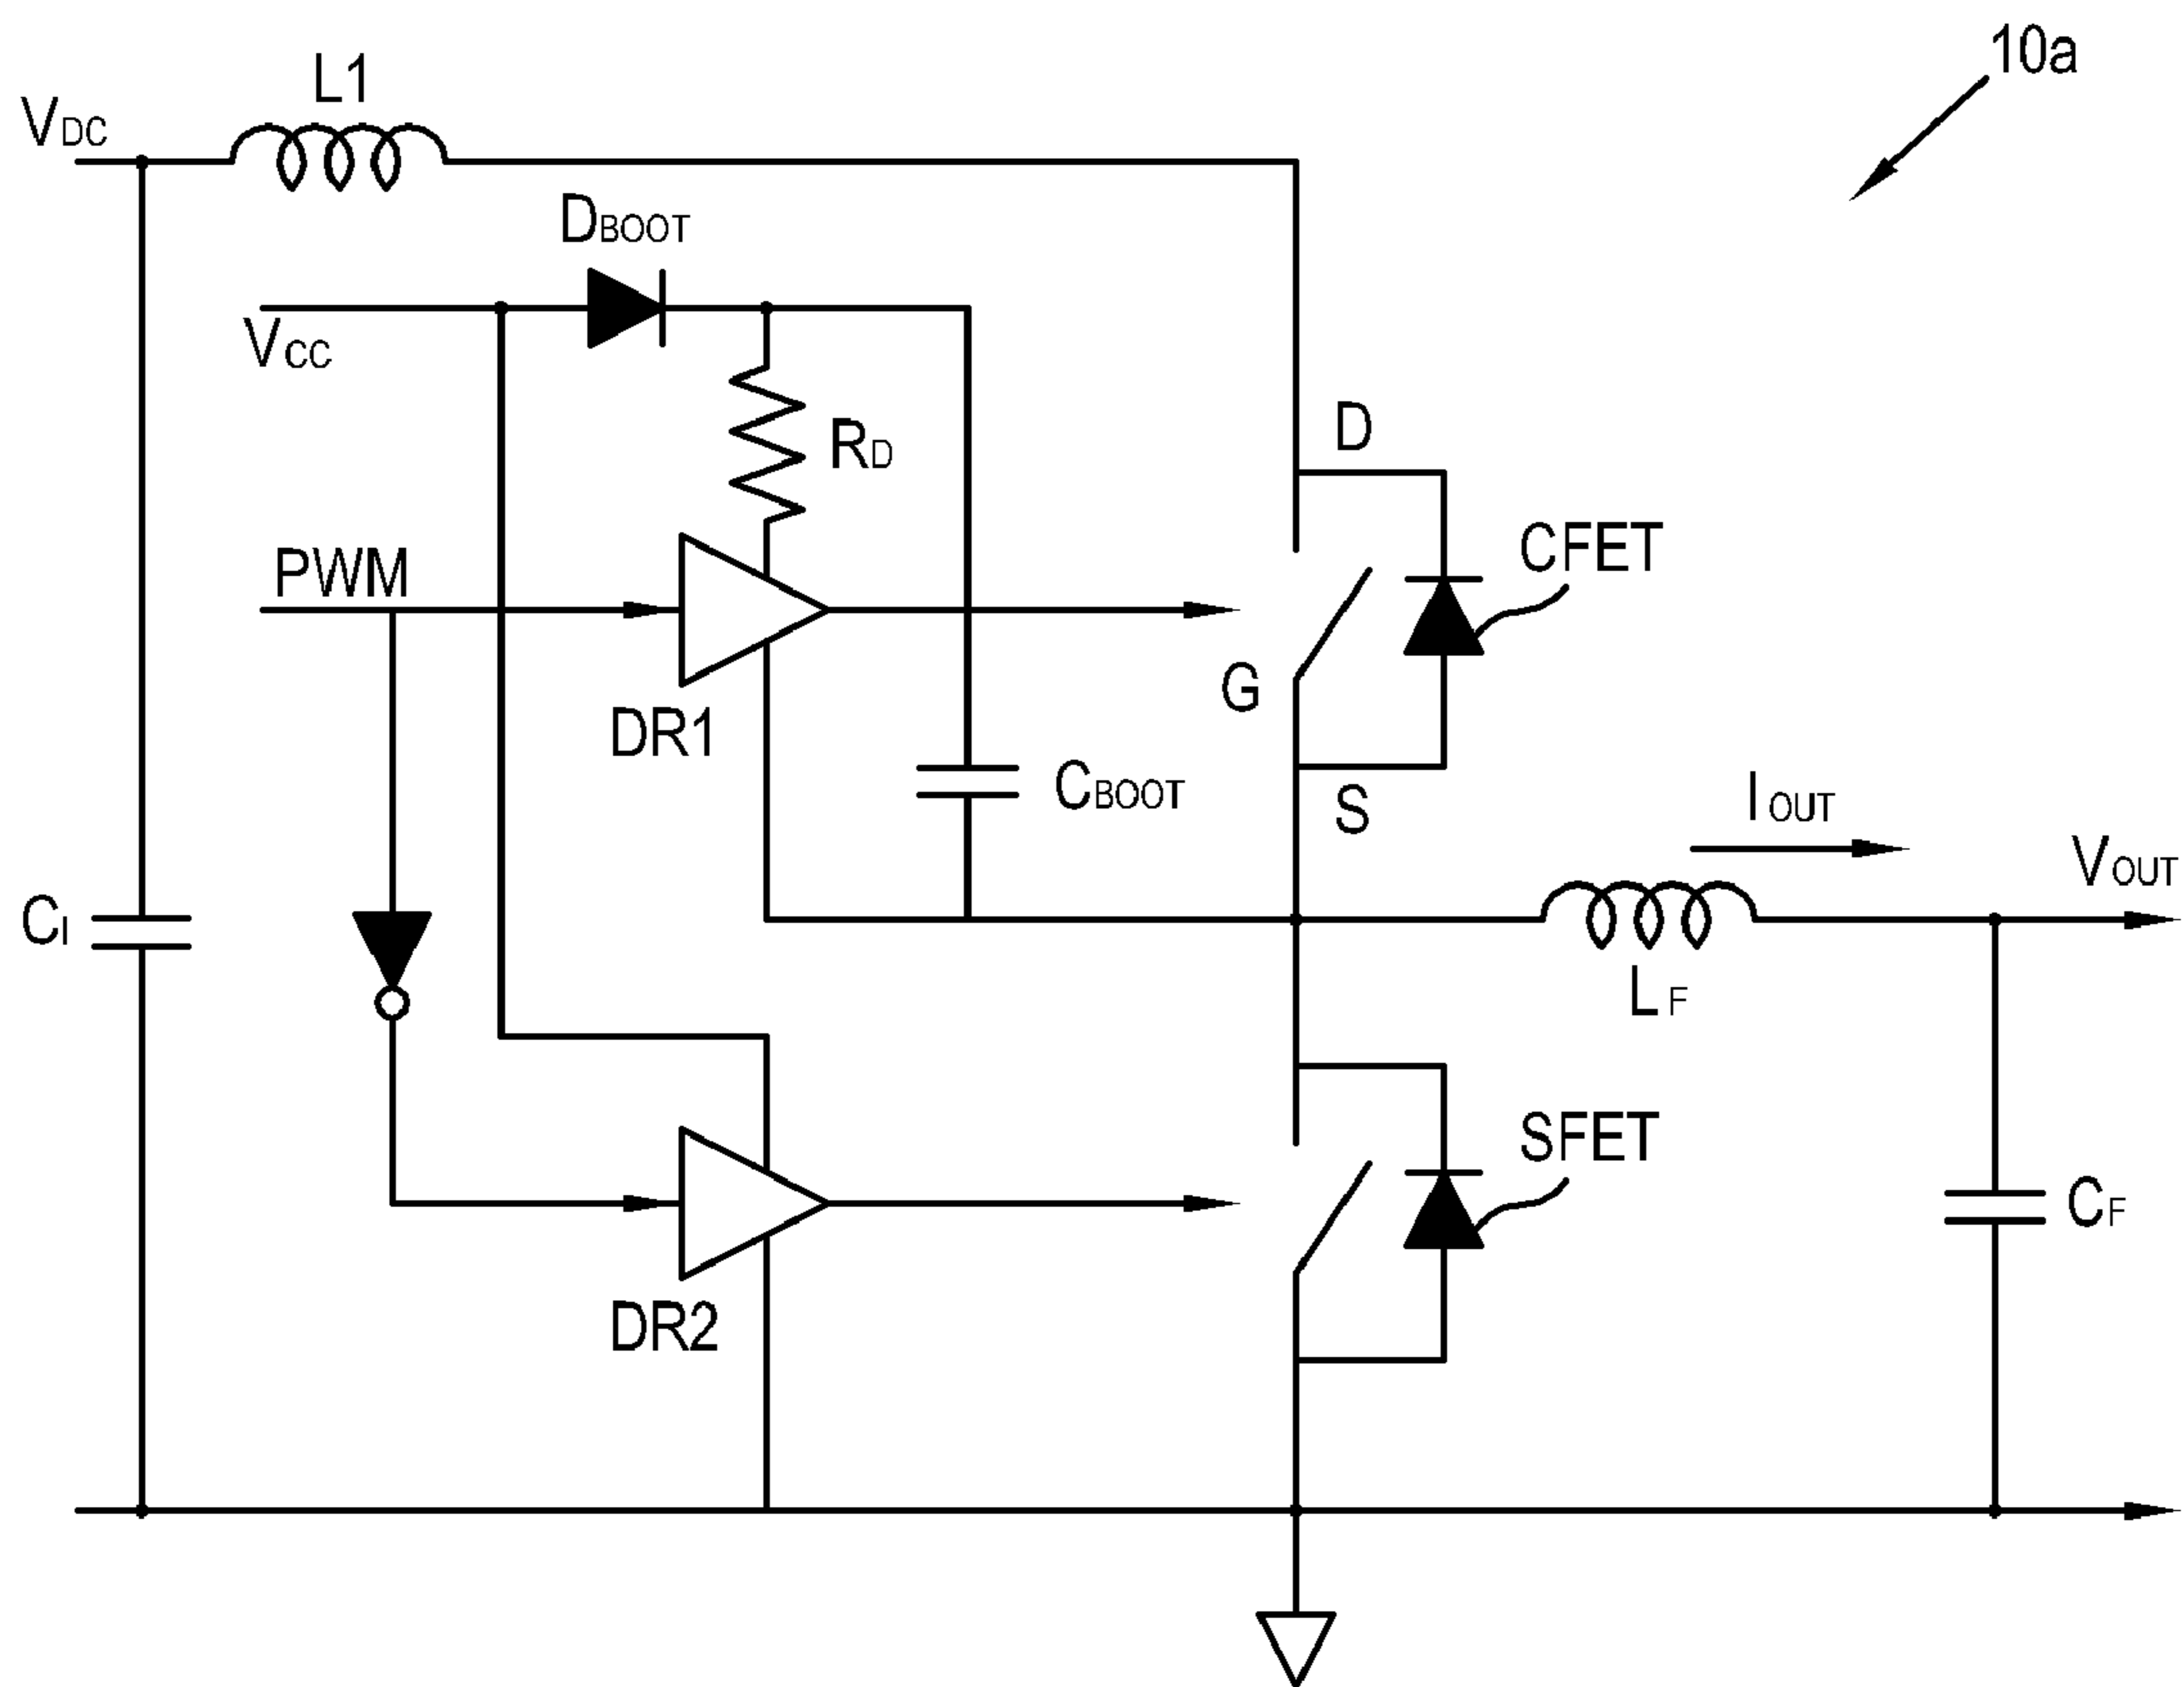 10a
L1
VDC
DBOOT
VCC
RD
D
CFET
PWM
G
DR1
CBOOT
S
IOUT
VOUT
CI
LF
SFET
CF
DR2